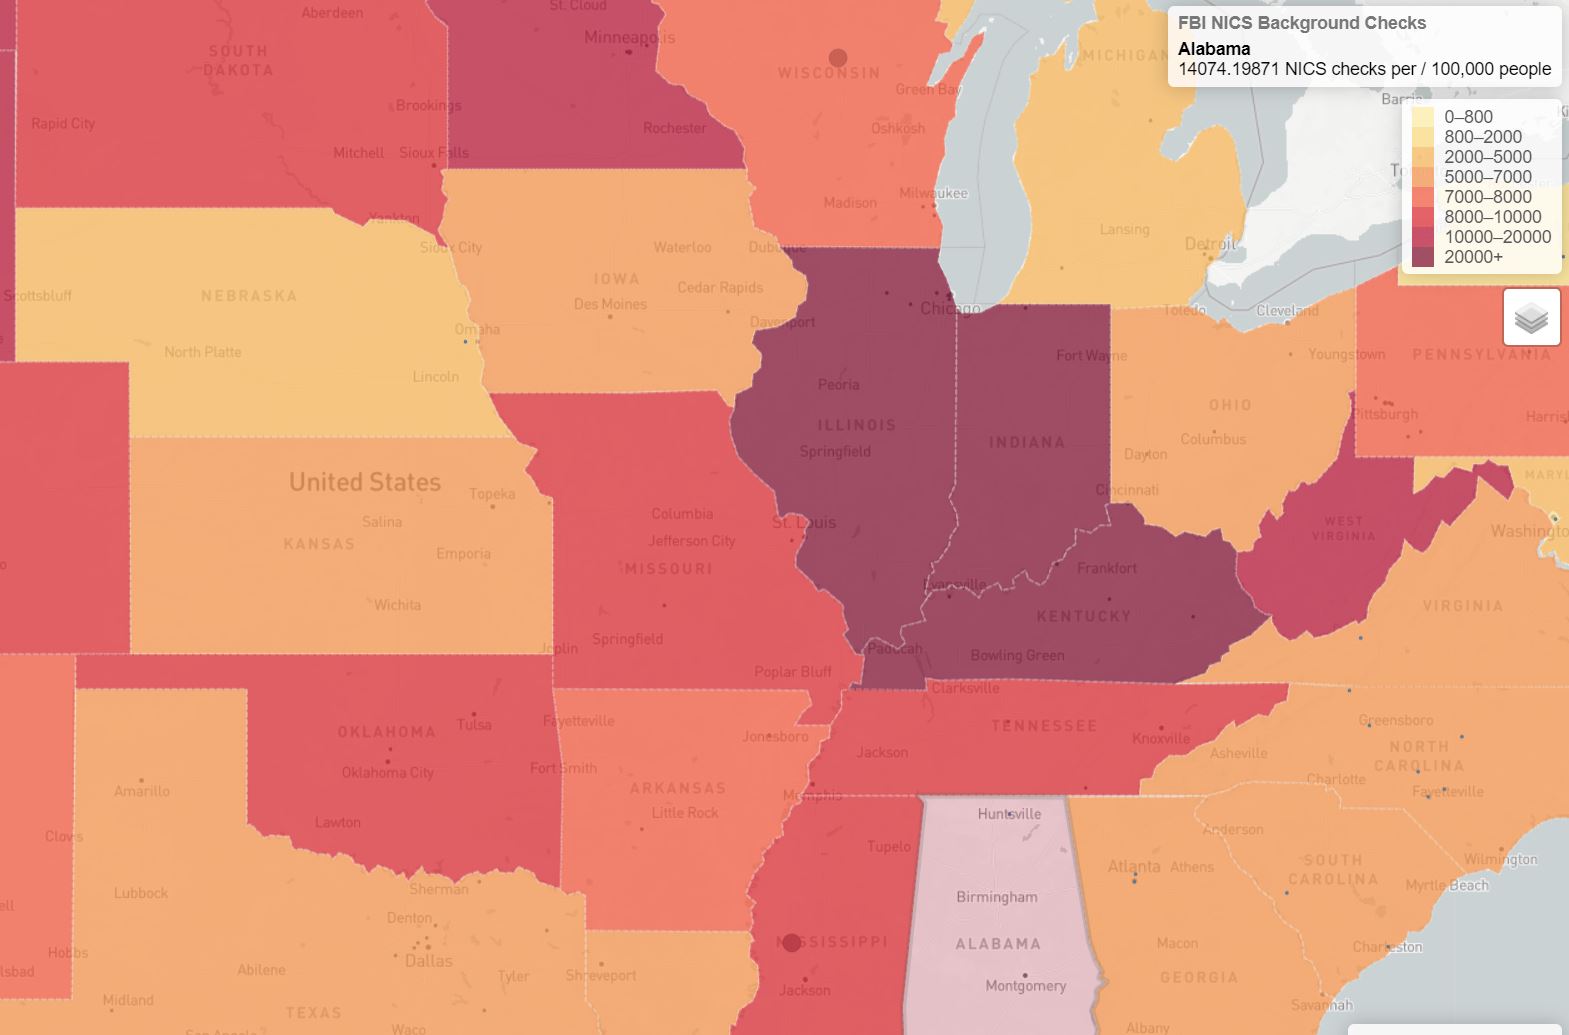 FBI NICS Background Checks
Alabama
14074.19871 NICS checks per / 100,000 people
0–800
800–2000
2000–5000
5000–7000
7000–8000
8000–10000
10000–20000
20000+
Aberdeen
St. Cloud
Minneapolis
SOUTH
DAKOTA
WISCONSIN
MICHIGAN
Green Bay
Barrie
Rapid City
Brookings
Rochester
Oshkosh
Mitchell
Sioux Falls
Milwaukee
Madison
Yankton
Lansing
Detroit
Sioux City
Waterloo
Dubuque
IOWA
Cedar Rapids
Scottsbluff
NEBRASKA
Des Moines
Chicago
Toledo
Cleveland
Omaha
Davenport
North Platte
Fort Wayne
Youngstown
PENNSYLVANIA
Lincoln
Peoria
OHIO
Pittsburgh
Harris
ILLINOIS
INDIANA
Columbus
Springfield
Dayton
United States
Topeka
Cincinnati
MARYL
Salina
Columbia
St. Louis
WEST
VIRGINIA
Washingto
KANSAS
Emporia
Jefferson City
MISSOURI
Frankfort
Evansville
Wichita
KENTUCKY
VIRGINIA
Springfield
Joplin
Paducah
Bowling Green
Poplar Bluff
Clarksville
Fayetteville
TENNESSEE
Greensboro
OKLAHOMA
Tulsa
Jonesboro
Knoxville
NORTH
CAROLINA
Jackson
Asheville
Oklahoma City
Fort Smith
Charlotte
Amarillo
ARKANSAS
Memphis
Fayetteville
Little Rock
Huntsville
Lawton
Clovis
Anderson
Tupelo
SOUTH
CAROLINA
Wilmington
Atlanta
Athens
Sherman
Myrtle Beach
Lubbock
Birmingham
ell
Denton
MISSISSIPPI
ALABAMA
Macon
Charleston
Hobbs
Dallas
lsbad
Abilene
Tyler
Shreveport
GEORGIA
Jackson
Montgomery
Midland
TEXAS
Savannah
San Angelo
Waco
Albany